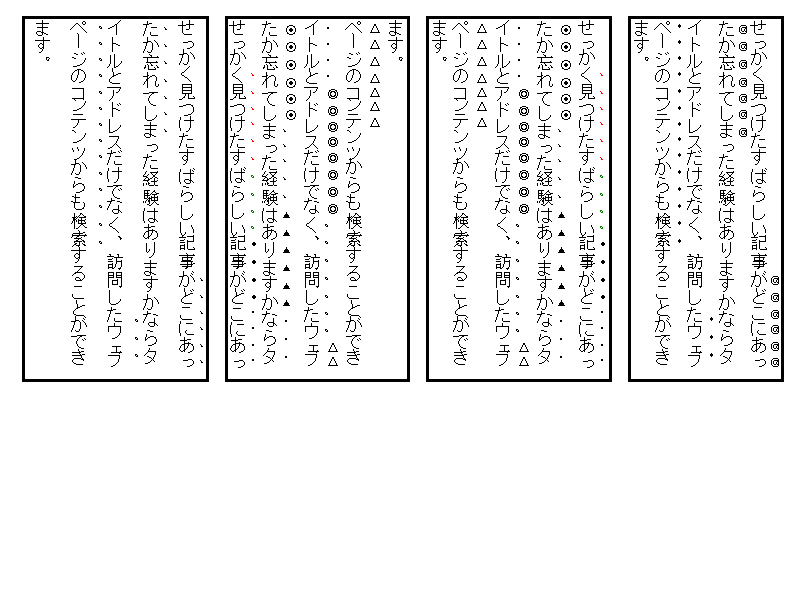 せっかく見つけたすばらしい記事がどこにあっ
たか忘れてしまった経験はありますかならタ
イトルとアドレスだけでなく、訪問したウェブ
ページのコンテンツからも検索することができ
ます。
せっかく見つけたすばらしい記事がどこにあっ
たか忘れてしまった経験はありますかならタ
イトルとアドレスだけでなく、訪問したウェブ
ページのコンテンツからも検索することができ
ます。
せっかく見つけたすばらしい記事がどこにあっ
たか忘れてしまった経験はありますかならタ
イトルとアドレスだけでなく、訪問したウェブ
ページのコンテンツからも検索することができ
ます。
せっかく見つけたすばらしい記事がどこにあっ
たか忘れてしまった経験はありますかならタ
イトルとアドレスだけでなく、訪問したウェブ
ページのコンテンツからも検索することができ
ます。